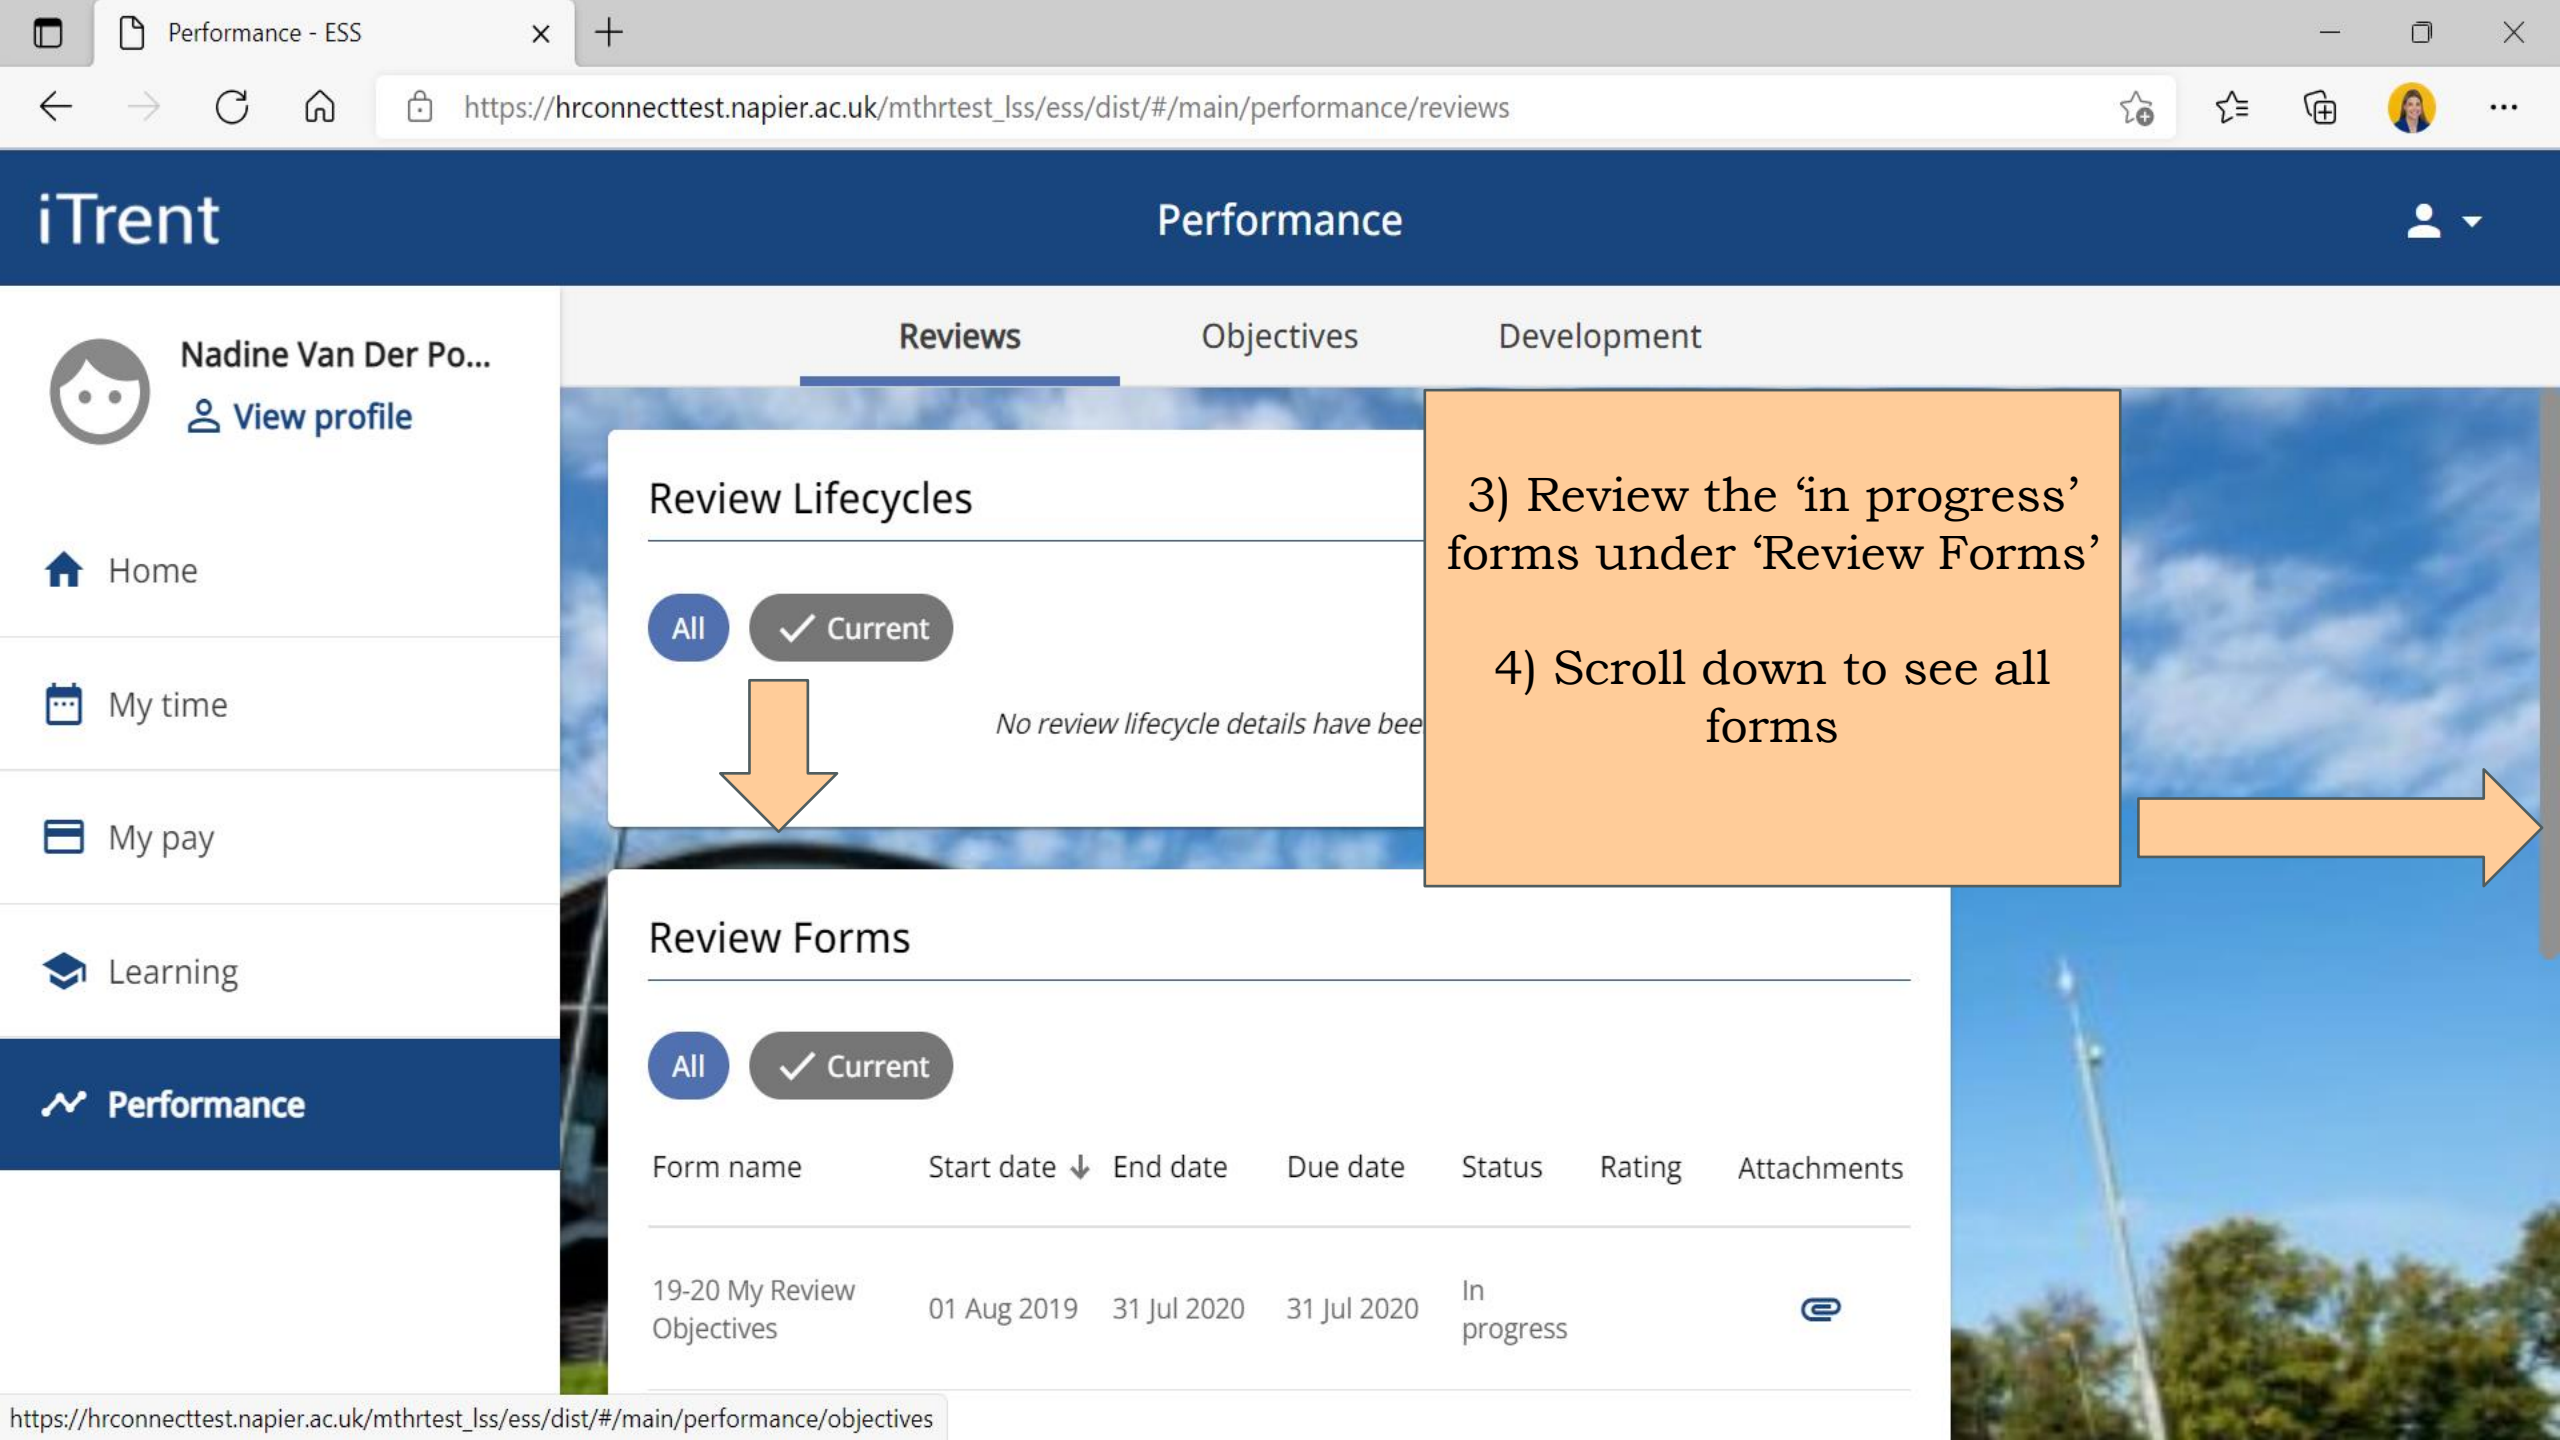 Performance - ESS
https://hrconnecttest.napier.ac.uk/mthrtest_lss/ess/dist/#/main/performance/reviews
iTrent
Performance
Nadine Van Der Po...
View profile
Home
My time
My pay
Learning
Performance
Reviews Objectives Development
Review Lifecycles
All Current
No review lifecycle details have bee
3) Review the ‘in progress’
forms under ‘Review Forms’
4) Scroll down to see all
forms
Review Forms
All Current
Form name Start date End date Due date Status Rating Attachments
19-20 My Review
Objectives
01 Aug 2019 31 Jul 2020 31 Jul 2020
In
progress
https://hrconnecttest.napier.ac.uk/mthrtest_lss/ess/dist/#/main/performance/objectives